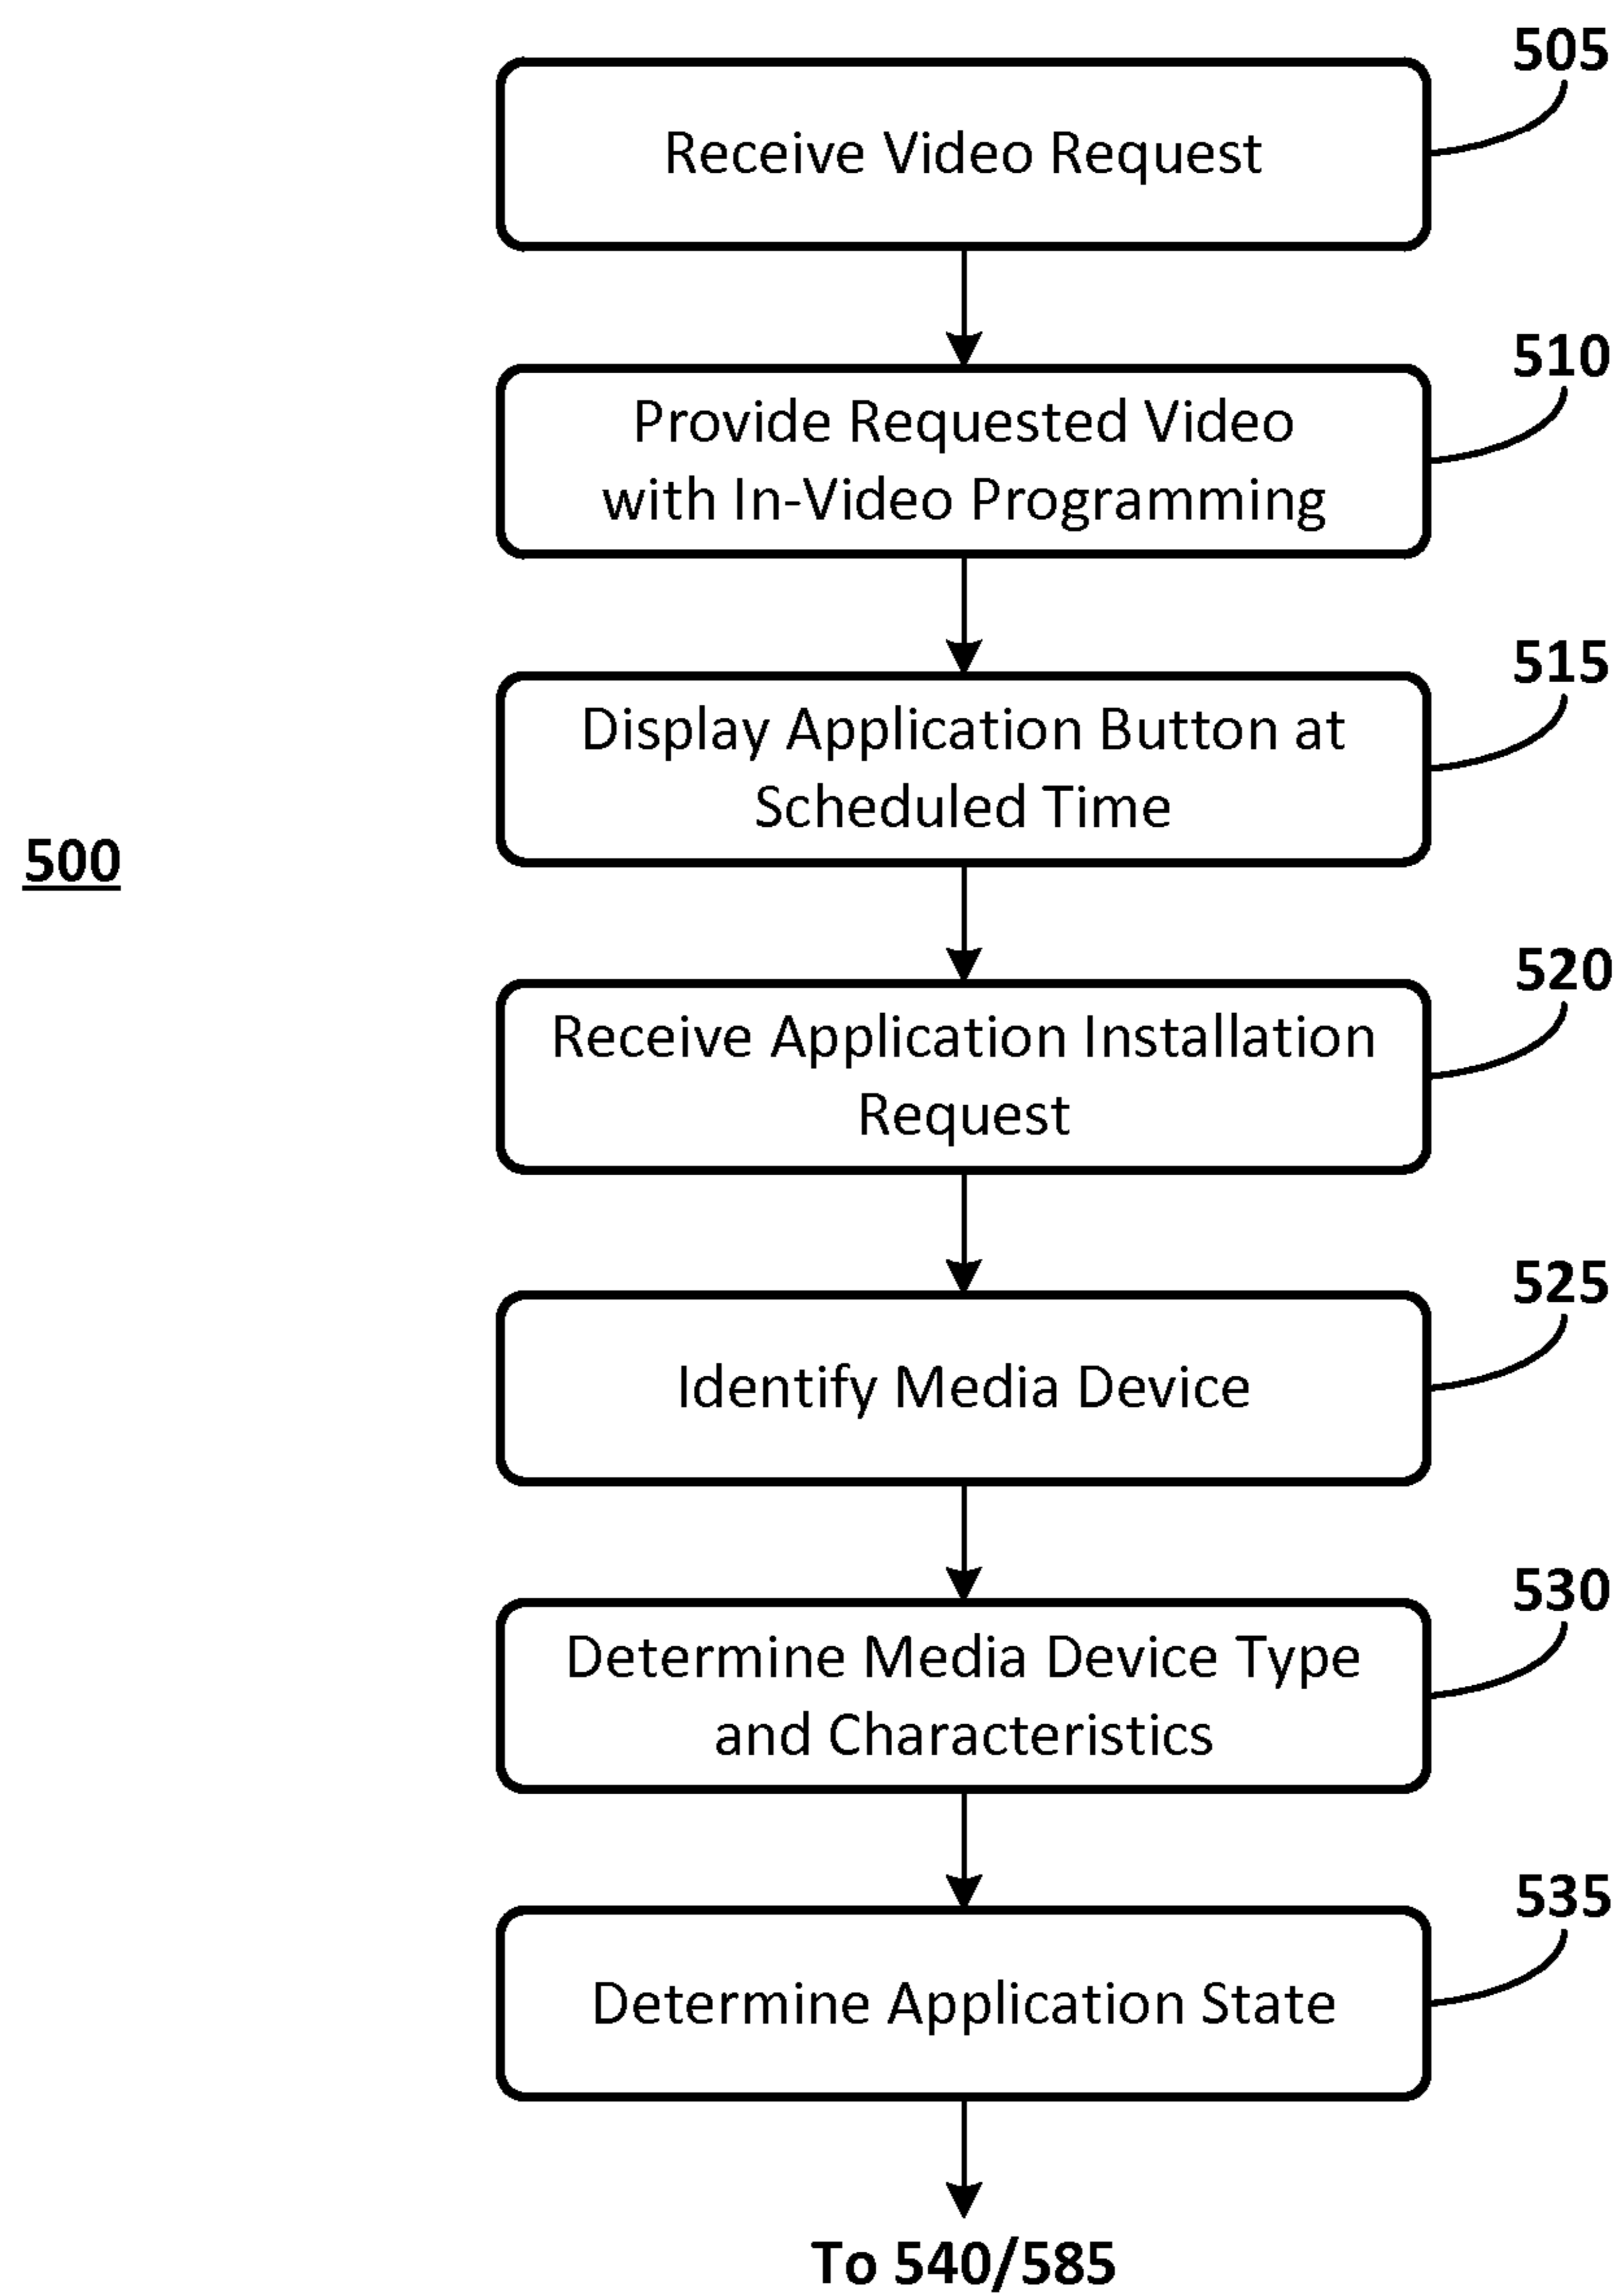 505
Receive Video Request
510
Provide Requested Video
with In-Video Programming
515
Display Application Button at
Scheduled Time
500
520
Receive Application Installation
Request
525
Identify Media Device
530
Determine Media Device Type
and Characteristics
535
Determine Application State
To 540/585